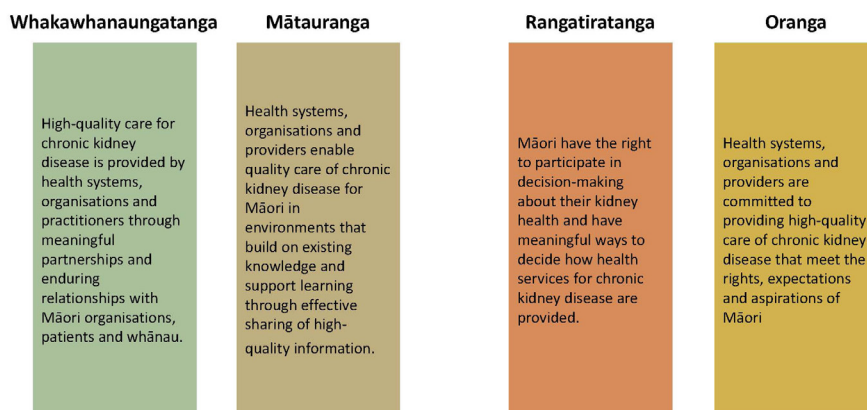 Whakawhanaungatanga
High-quality care for
chronic kidney
disease is provided by
health systems,
organisations and
practitioners through
meaningful
partnerships and
enduring
relationships with
Māori organisations,
patients and whānau.
Mātauranga
Health systems,
organisations and
providers enable
quality care of chronic
kidney disease for
Māori in
environments that
build on existing
knowledge and
support learning
through effective
sharing of high-
quality information.
Rangatiratanga
Māori have the right
to participate in
decision-making
about their kidney
health and have
meaningful ways to
decide how health
services for chronic
kidney disease are
provided.
Oranga
Health systems,
organisations and
providers are
committed to
providing high-quality
care of chronic kidney
disease that meet the
rights, expectations
and aspirations of
Māori